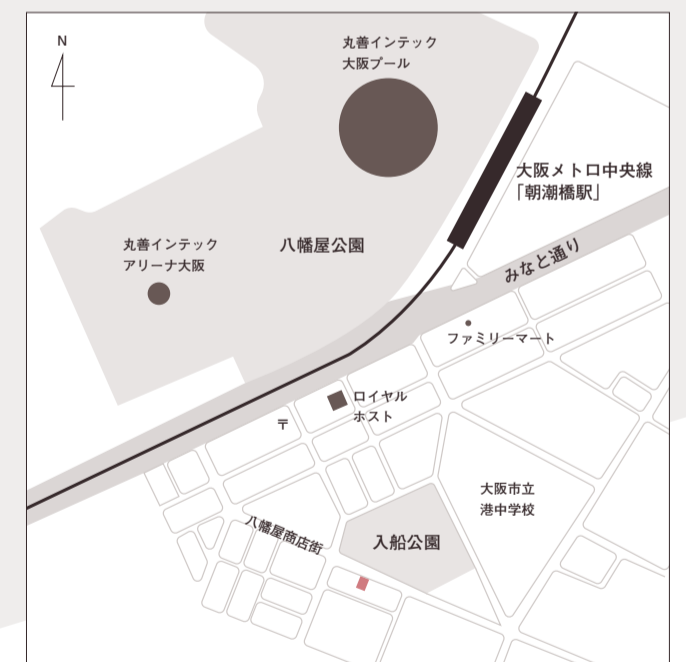 N
丸善インテック
大阪プール
大阪メトロ中央線
「朝潮橋駅」
丸善インテック
アリーナ大阪
八幡屋公園
みなと通り
ファミリーマート
ロイヤル
ホスト
〒
大阪市立
港中学校
八幡屋商店街
入船公園